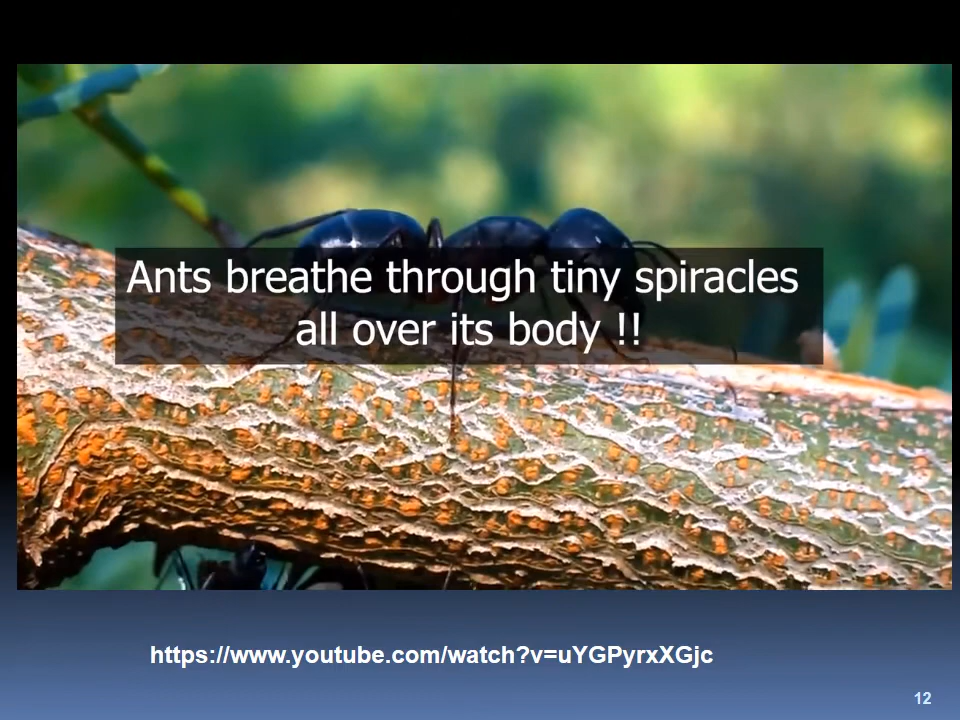 Ants breathe through tiny spiracles
all over its body !!
https://www.youtube.com/watch?v=uYGPyrxXGjc
12